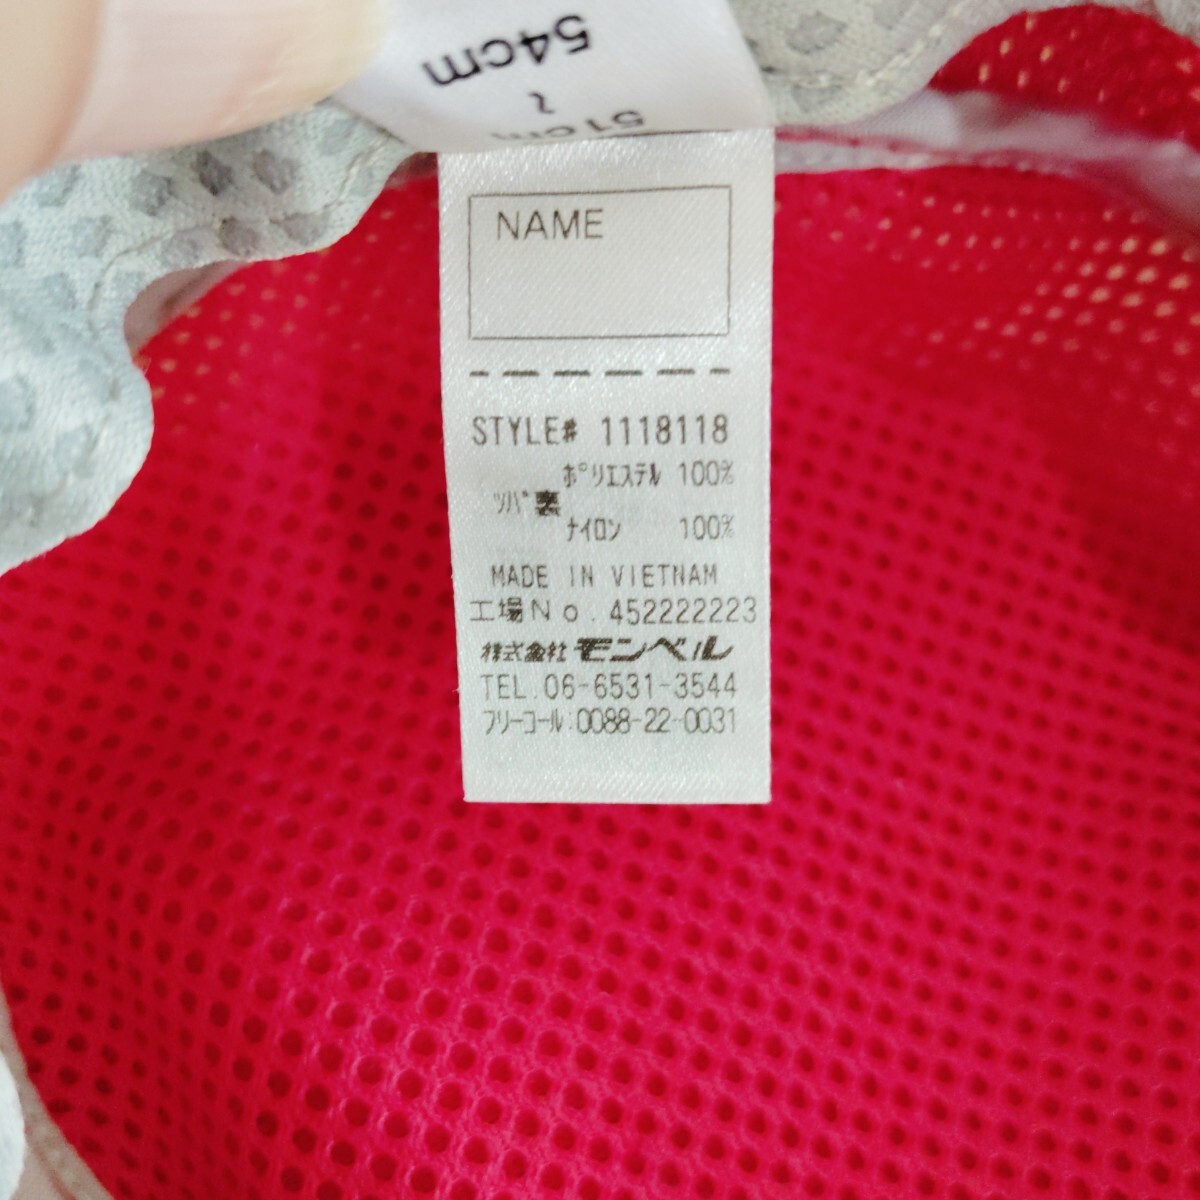 51cm
~
54cm
NAME
STYLE# 1118118
ポリエステル 100%
ツバ裏
ナイロン 100%
MADE IN VIETNAM
工場No. 452222223
株式会社 モンベル
TEL. 06-6531-3544
フリーコール:0088-22-0031